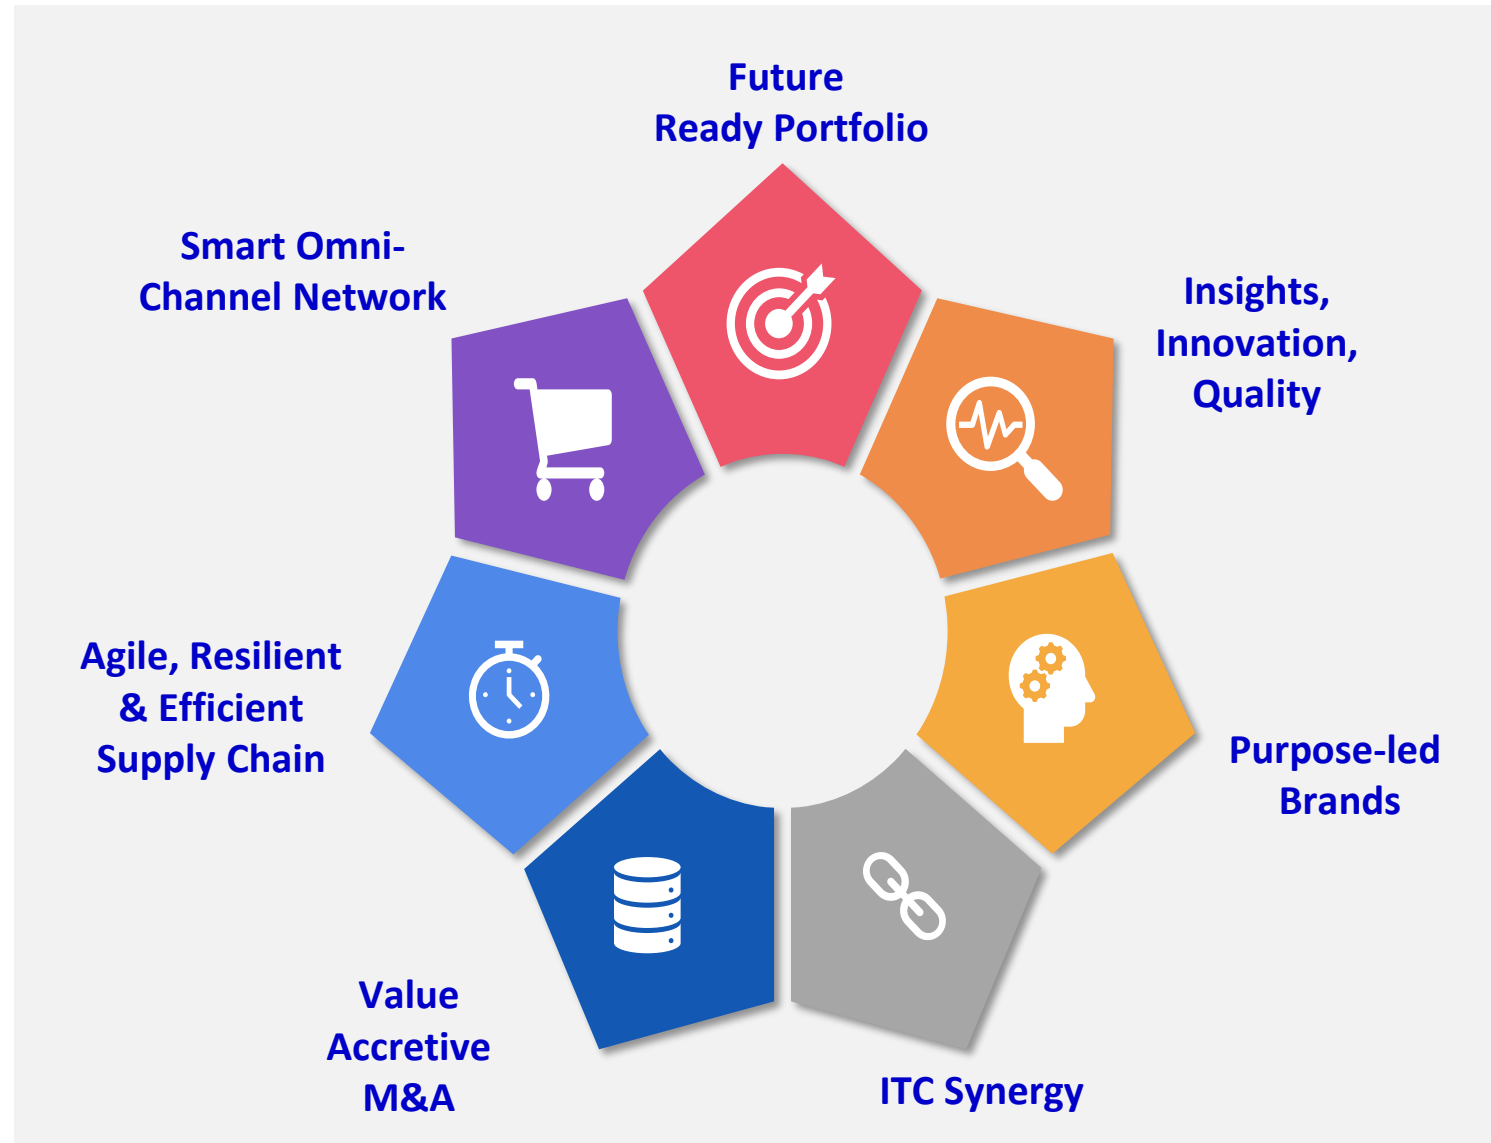 Future
Ready Portfolio
Insights,
Innovation,
Quality
Purpose-led
Brands
ITC Synergy
Value
Accretive
M&A
Agile, Resilient
& Efficient
Supply Chain
Smart Omni-
Channel Network